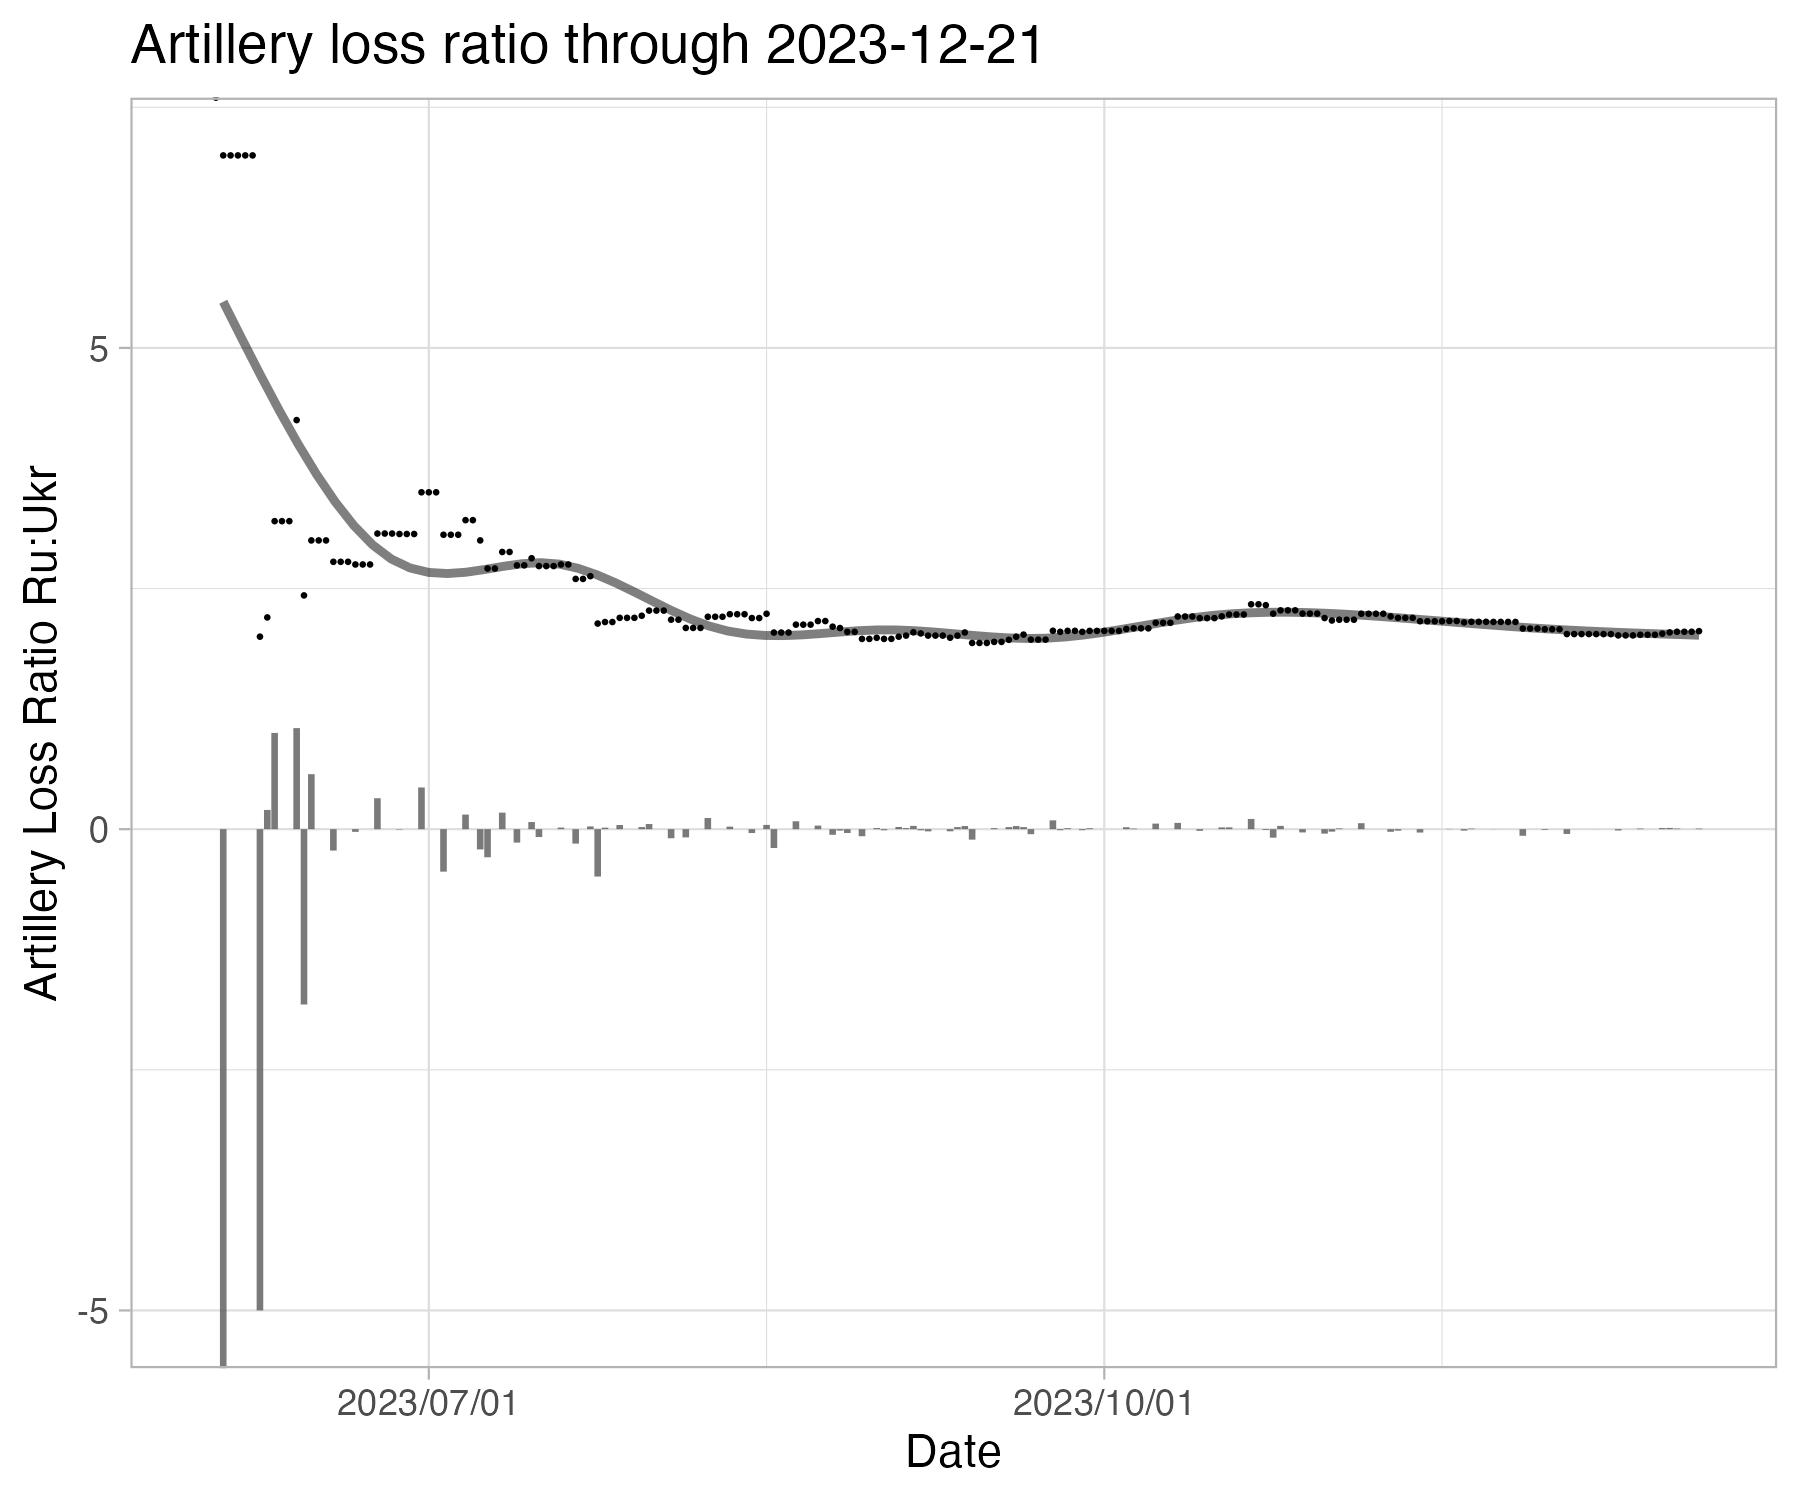 Artillery loss ratio through 2023-12-21
Artillery Loss Ratio Ru:Ukr
5
0
-5
2023/07/01
2023/10/01
Date